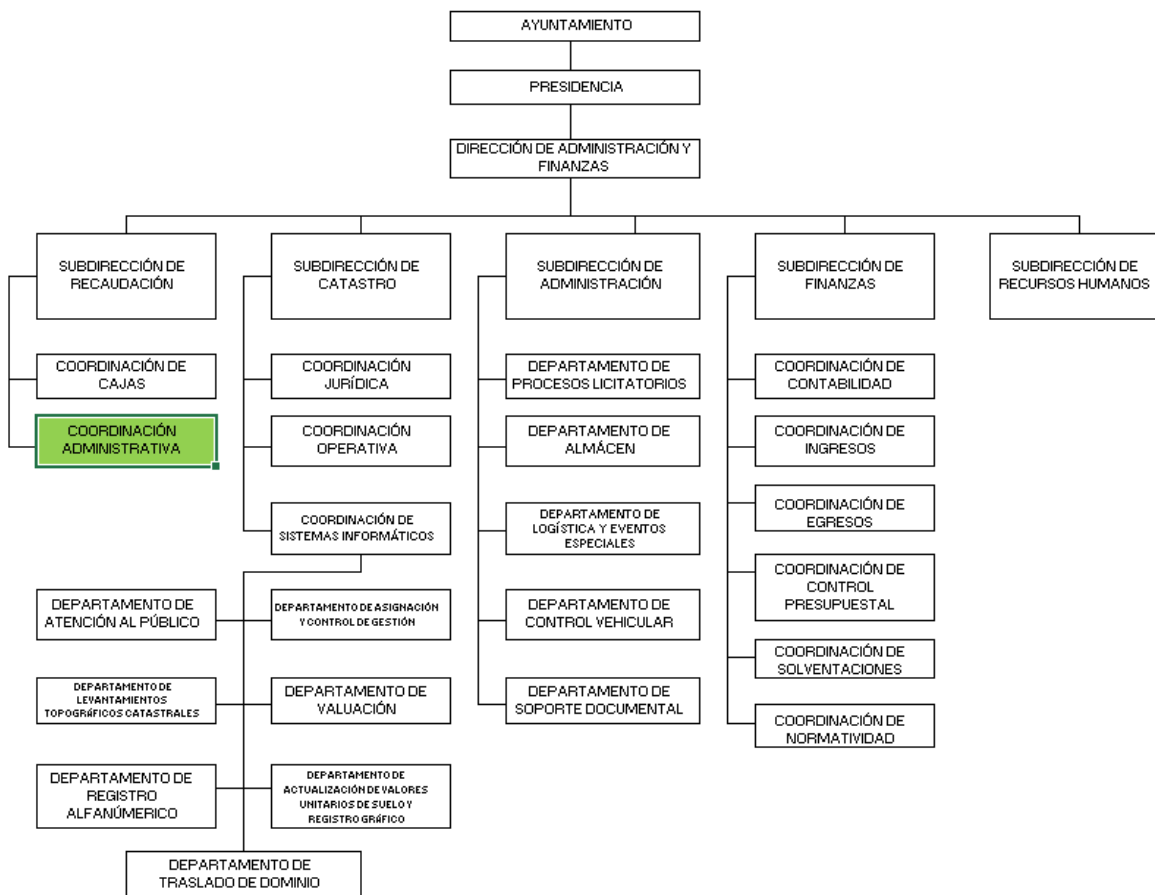 AYUNTAMIENTO
PRESIDENCIA
DIRECCIÓN DE ADMINISTRACIÓN Y
FINANZAS
SUBDIRECCIÓN DE
RECAUDACIÓN
SUBDIRECCIÓN DE
CATASTRO
SUBDIRECCIÓN DE
ADMINISTRACIÓN
SUBDIRECCIÓN DE
FINANZAS
SUBDIRECCIÓN DE
RECURSOS HUMANOS
COORDINACIÓN DE
CAJAS
COORDINACIÓN
JURÍDICA
DEPARTAMENTO DE
PROCESOS LICITATORIOS
COORDINACIÓN DE
CONTABILIDAD
COORDINACIÓN
ADMINISTRATIVA
COORDINACIÓN
OPERATIVA
DEPARTAMENTO DE
ALMÁCEN
COORDINACIÓN DE
INGRESOS
COORDINACIÓN DE
SISTEMAS INFORMÁTICOS
DEPARTAMENTO DE
LOGÍSTICA Y EVENTOS
ESPECIALES
COORDINACIÓN DE
EGRESOS
DEPARTAMENTO DE
ATENCIÓN AL PÚBLICO
DEPARTAMENTO DE ASIGNACIÓN
Y CONTROL DE GESTIÓN
DEPARTAMENTO DE
CONTROL VEHICULAR
COORDINACIÓN DE
CONTROL
PRESUPUESTAL
DEPARTAMENTO DE
LEVANTAMIENTOS
TOPOGRÁFICOS CATASTRALES
DEPARTAMENTO DE
VALUACIÓN
DEPARTAMENTO DE
SOPORTE DOCUMENTAL
COORDINACIÓN DE
SOLVENTACIONES
COORDINACIÓN DE
NORMATIVIDAD
DEPARTAMENTO DE
REGISTRO
ALFANÚMERICO
DEPARTAMENTO DE
ACTUALIZACIÓN DE VALORES
UNITARIOS DE SUELO Y
REGISTRO GRÁFICO
DEPARTAMENTO DE
TRASLADO DE DOMINIO